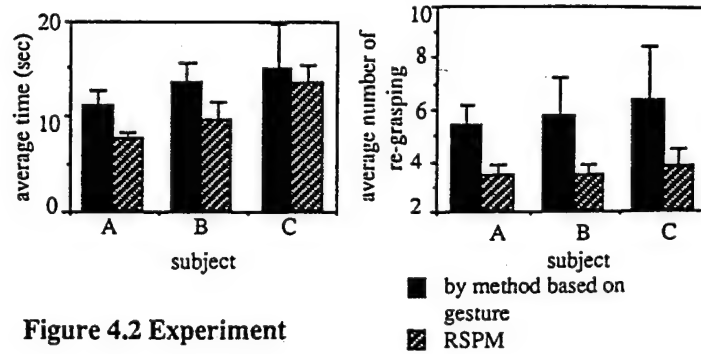 20
10
0
average time (sec)
A B C
subject
10
8
6
4
2
average number of
re-grasping
A B C
subject
by method based on
gesture
RSPM
Figure 4.2 Experiment